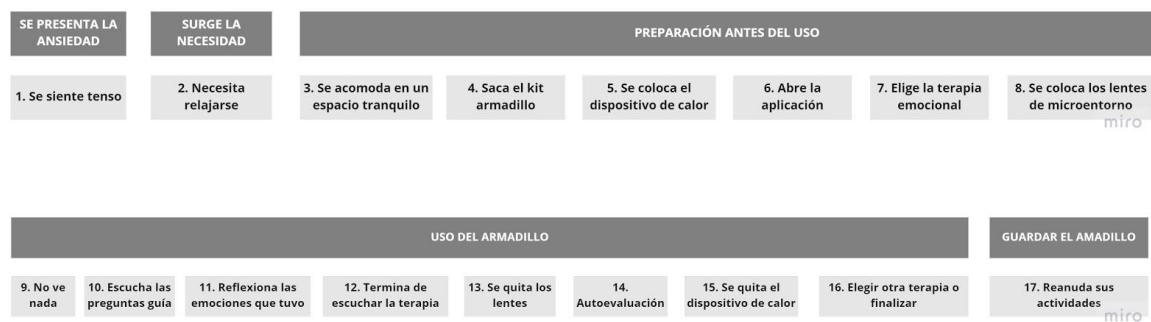 SE PRESENTA LA
ANSIEDAD
SURGE LA
NECESIDAD
PREPARACIÓN ANTES DEL USO
1. Se siente tenso
2. Necesita
relajarse
3. Se acomoda en un
espacio tranquilo
4. Saca el kit
armadillo
5. Se coloca el
dispositivo de calor
6. Abre la
aplicación
7. Elige la terapia
emocional
8. Se coloca los lentes
de microentorno
miro
USO DEL ARMADILLO
GUARDAR EL AMADILLO
9. No ve
nada
10. Escucha las
preguntas guía
11. Reflexiona las
emociones que tuvo
12. Termina de
escuchar la terapia
13. Se quita los
lentes
14.
Autoevaluación
15. Se quita el
dispositivo de calor
16. Elegir otra terapia o
finalizar
17. Reanuda sus
actividades
miro